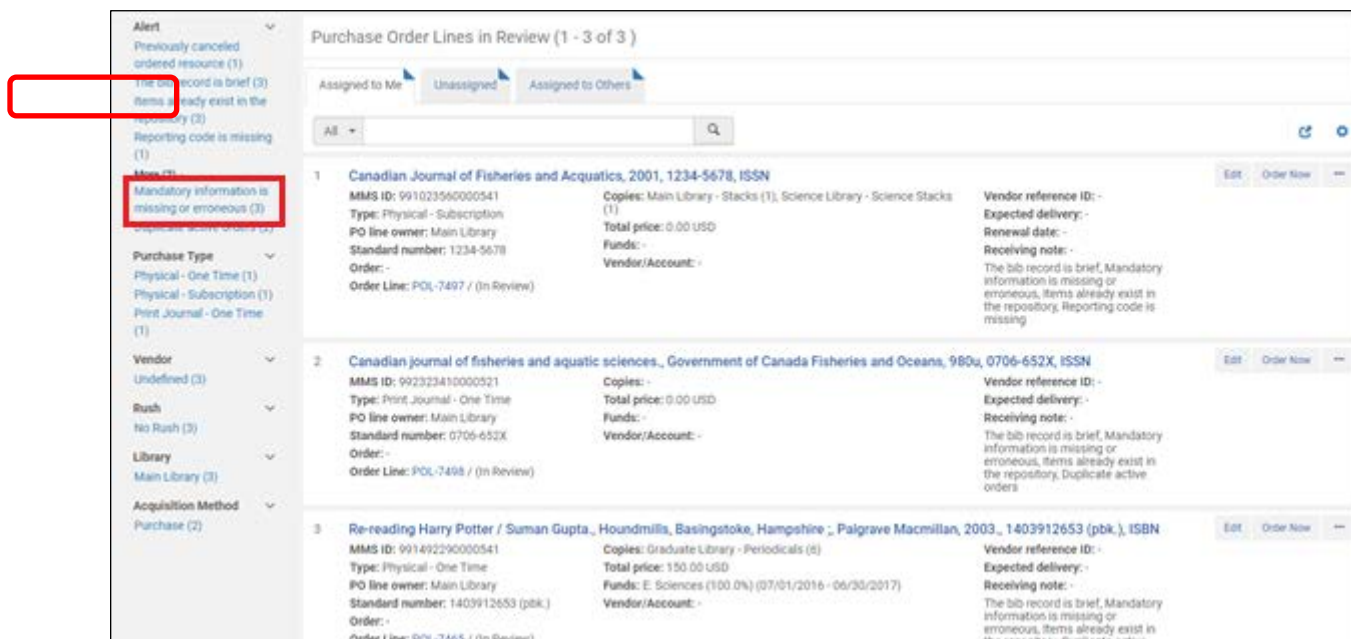 Alert
Previously canceled
ordered resource (1)
The bib record is brief (3)
Items already exist in the
repository (3)
Reporting code is missing
(1)
More (2)
Mandatory information is
missing or erroneous (3)
Duplicate active orders (2)
Purchase Type
Physical - One Time (1)
Physical - Subscription (1)
Print Journal - One Time
(1)
Vendor
Undefined (3)
Rush
No Rush (3)
Library
Main Library (3)
Acquisition Method
Purchase (2)
Purchase Order Lines in Review (1 - 3 of 3 )
Assigned to Me Unassigned Assigned to Others
All
1 Canadian Journal of Fisheries and Acquatics, 2001, 1234-5678, ISSN Edit Order Now
MMS ID: 991023560000541
Type: Physical - Subscription
PO line owner: Main Library
Standard number: 1234-5678
Order: -
Order Line: POL-7497 / (In Review)
Copies: Main Library - Stacks (1), Science Library - Science Stacks
(1)
Total price: 0.00 USD
Funds: -
Vendor/Account: -
Vendor reference ID: -
Expected delivery: -
Renewal date: -
Receiving note: -
The bib record is brief, Mandatory
information is missing or
erroneous, Items already exist in
the repository, Reporting code is
missing
2 Canadian journal of fisheries and aquatic sciences., Government of Canada Fisheries and Oceans, 980u, 0706-652X, ISSN Edit Order Now
MMS ID: 992323410000521
Type: Print Journal - One Time
PO line owner: Main Library
Standard number: 0706-652X
Order: -
Order Line: POL-7498 / (In Review)
Copies: -
Total price: 0.00 USD
Funds: -
Vendor/Account: -
Vendor reference ID: -
Expected delivery: -
Receiving note: -
The bib record is brief, Mandatory
information is missing or
erroneous, Items already exist in
the repository, Duplicate active
orders
3 Re-reading Harry Potter / Suman Gupta., Houndmills, Basingstoke, Hampshire ;, Palgrave Macmillan, 2003., 1403912653 (pbk.), ISBN Edit Order Now
MMS ID: 991492290000541
Type: Physical - One Time
PO line owner: Main Library
Standard number: 1403912653 (pbk.)
Order: -
Order Line: POL-7465 / (In Review)
Copies: Graduate Library - Periodicals (6)
Total price: 150.00 USD
Funds: E. Sciences (100.0%) (07/01/2016 - 06/30/2017)
Vendor/Account: -
Vendor reference ID: -
Expected delivery: -
Receiving note: -
The bib record is brief, Mandatory
information is missing or
erroneous, Items already exist in